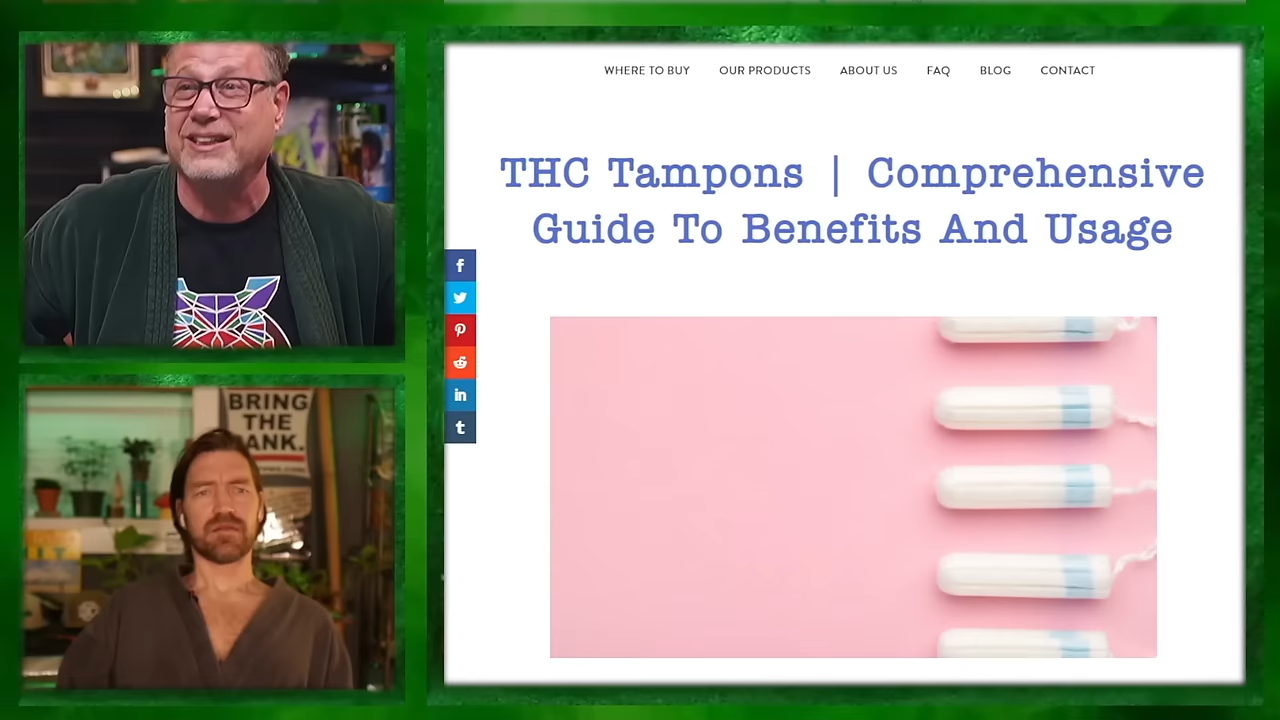 WHERE TO BUY OUR PRODUCTS ABOUT US FAQ BLOG CONTACT
THC Tampons | Comprehensive
Guide To Benefits And Usage
BRING
THE
ANK.